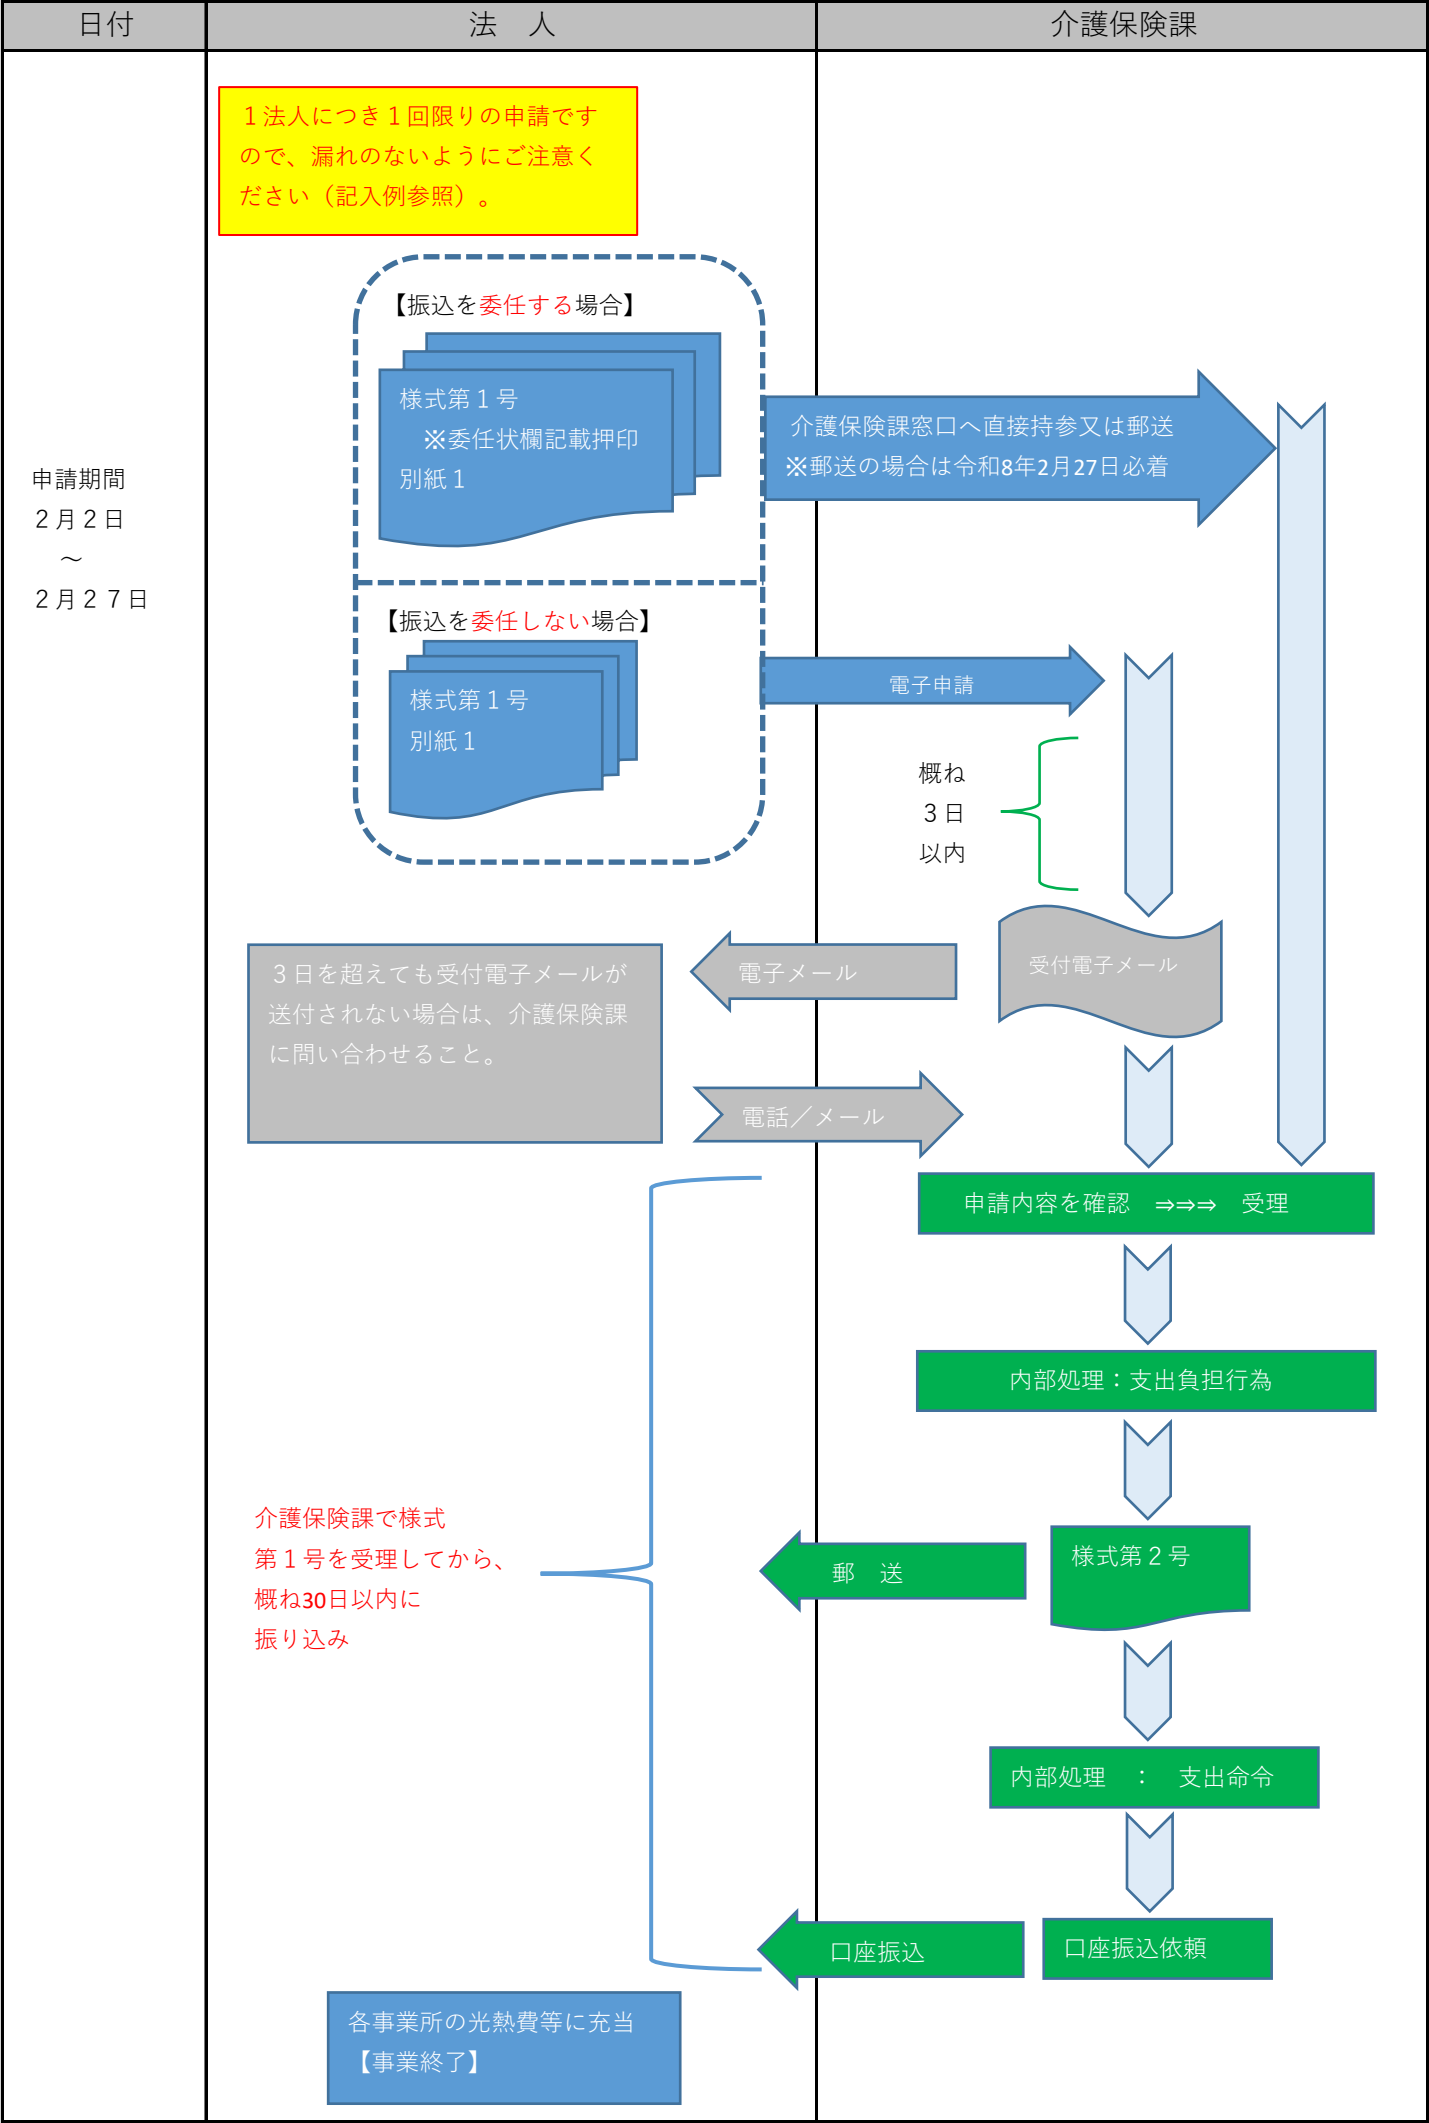 日付
法　人
介護保険課
１法人につき１回限りの申請です
ので、漏れのないようにご注意く
ださい（記入例参照）。
【振込を委任する場合】
様式第１号
※委任状欄記載押印
別紙１
介護保険課窓口へ直接持参又は郵送
※郵送の場合は令和8年2月27日必着
申請期間
２月２日
～
２月２７日
【振込を委任しない場合】
様式第１号
別紙１
電子申請
概ね
３日
以内
受付電子メール
電子メール
３日を超えても受付電子メールが
送付されない場合は、介護保険課
に問い合わせること。
電話／メール
申請内容を確認　⇒⇒⇒　受理
内部処理：支出負担行為
介護保険課で様式
第１号を受理してから、
概ね30日以内に
振り込み
様式第２号
郵　送
内部処理　：　支出命令
口座振込依頼
口座振込
各事業所の光熱費等に充当
【事業終了】